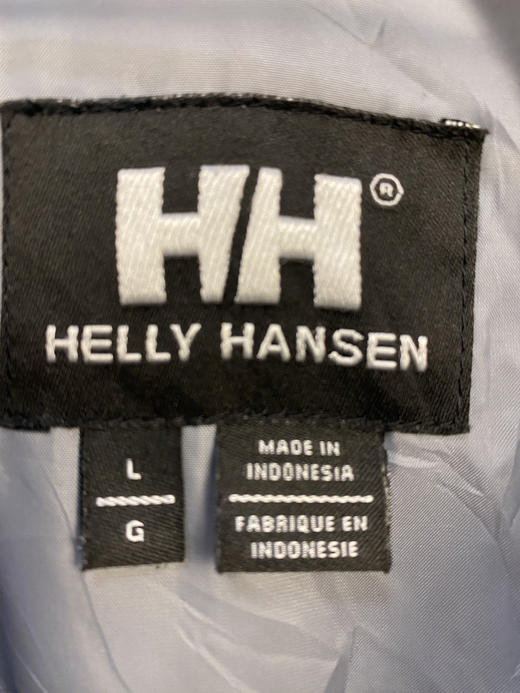 HH®
HELLY HANSEN
L
G
MADE IN
INDONESIA
FABRIQUE EN
INDONESIE